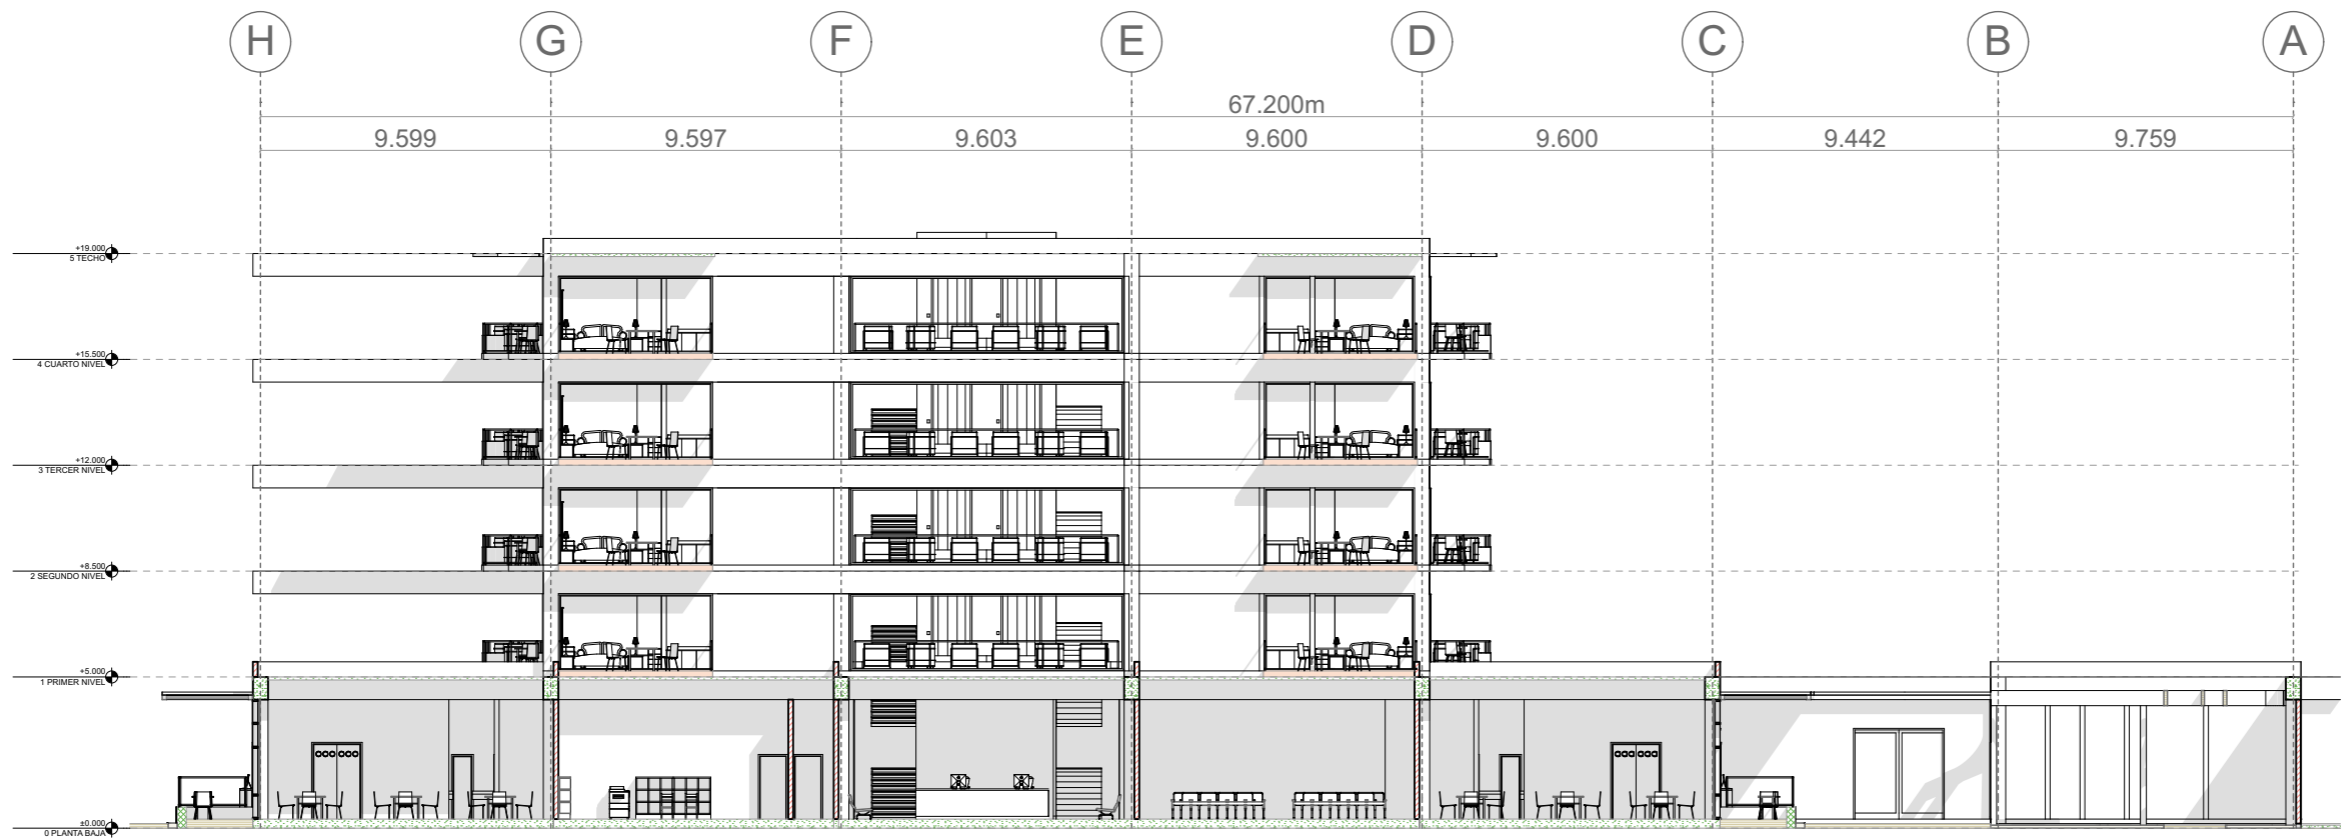 H G F E D C B A
67.200m
9.599 9.597 9.603 9.600 9.600 9.442 9.759
+19.000
5 TECHO
+15.500
4 CUARTO NIVEL
+12.000
3 TERCER NIVEL
+8.500
2 SEGUNDO NIVEL
+5.000
1 PRIMER NIVEL
±0.000
0 PLANTA BAJA